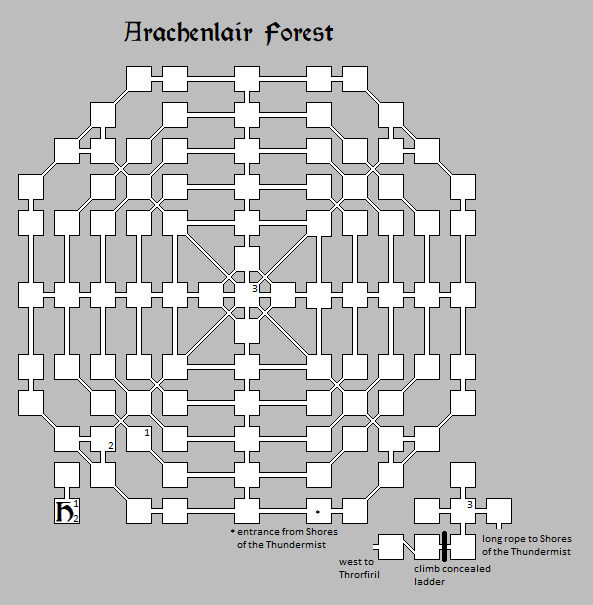 Arachenlair Forest
3
1
2
3
H 1
2
*
* entrance from Shores
of the Thundermist
long rope to Shores
of the Thundermist
west to
Throrfiril
climb concealed
ladder